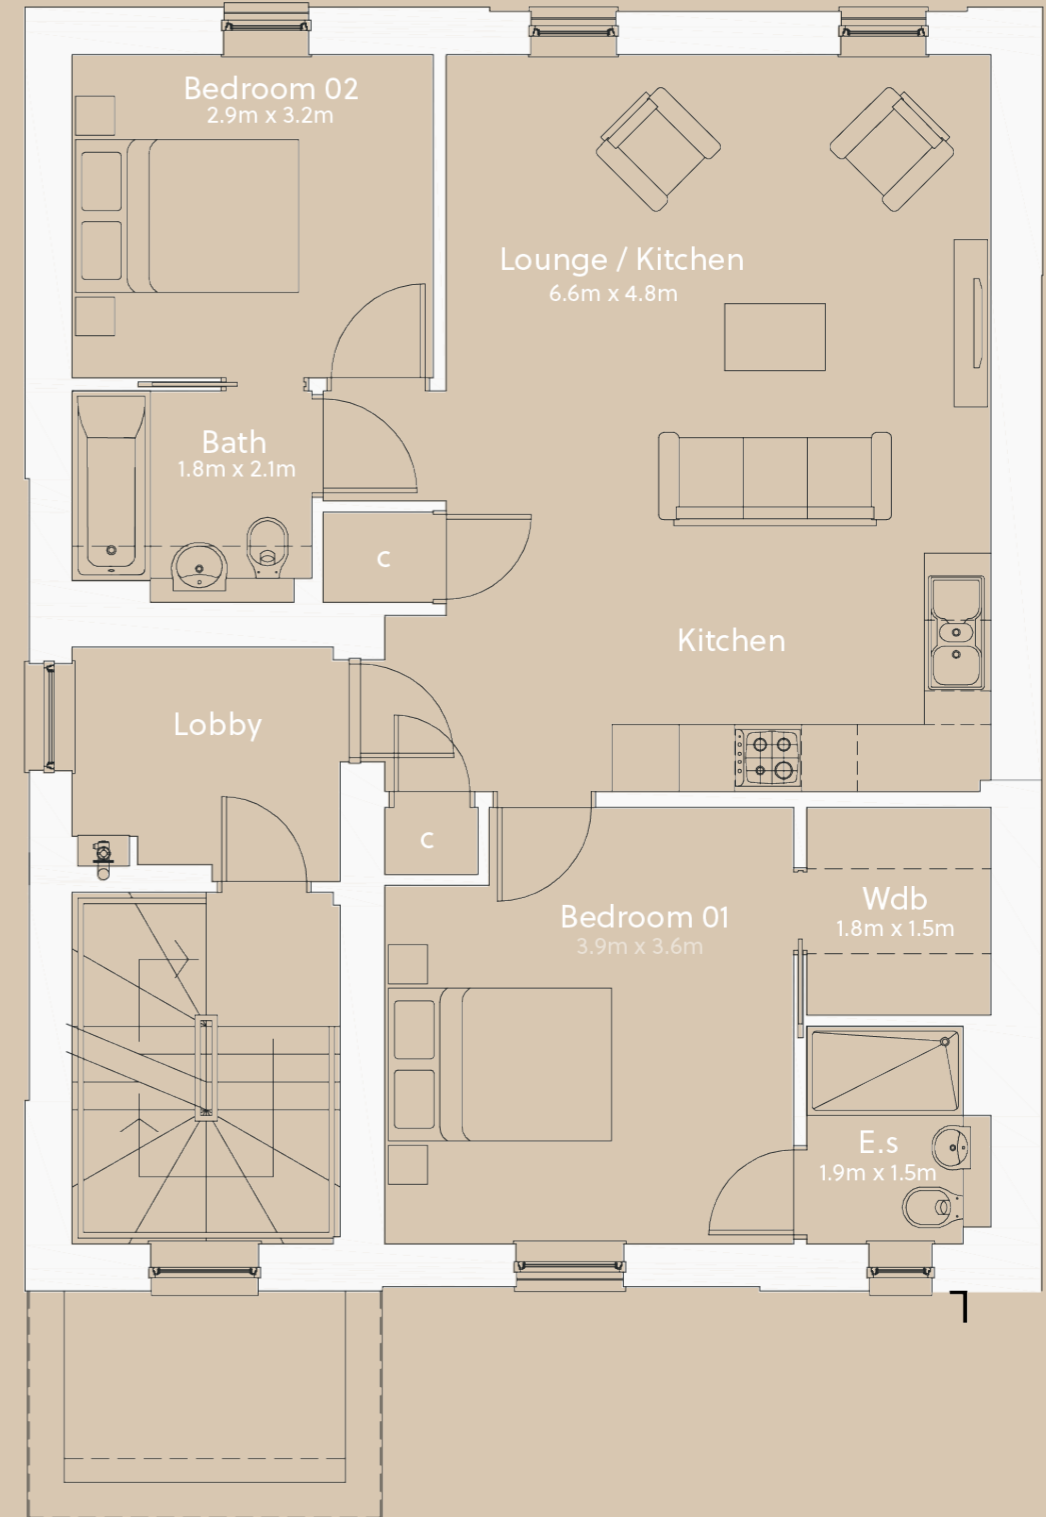 Bedroom 02
2.9m x 3.2m
Lounge / Kitchen
6.6m x 4.8m
Bath
1.8m x 2.1m
c
Kitchen
Lobby
c
Bedroom 01
3.9m x 3.6m
Wdb
1.8m x 1.5m
E.s
1.9m x 1.5m